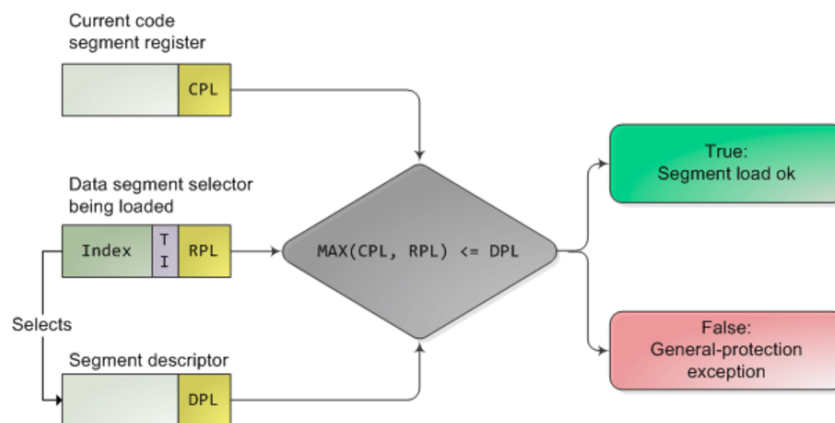 Current code
segment register
CPL
Data segment selector
being loaded
Index
T
I
RPL
MAX(CPL, RPL) <= DPL
True:
Segment load ok
False:
General-protection
exception
Selects
Segment descriptor
DPL